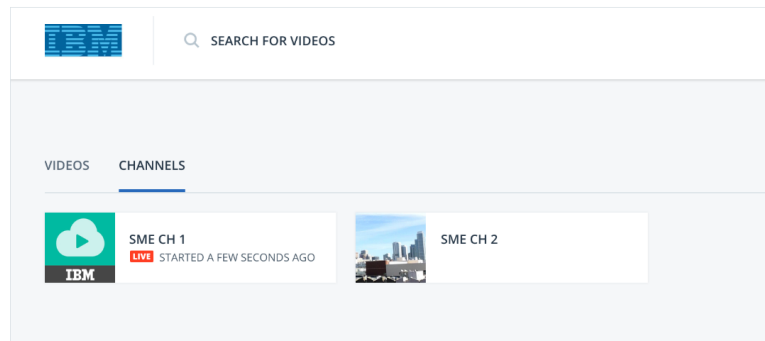 IBM
SEARCH FOR VIDEOS
VIDEOS
CHANNELS
SME CH 1
LIVE STARTED A FEW SECONDS AGO
IBM
SME CH 2